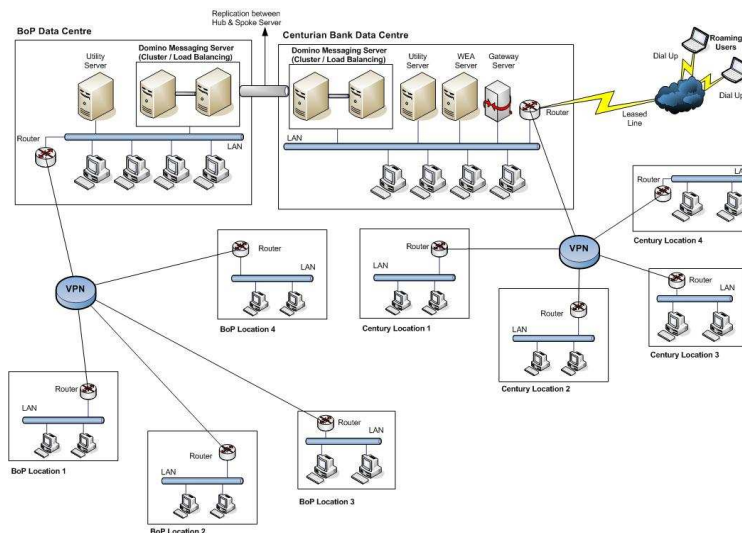 Replication between
Hub & Spoke Server
BoP Data Centre
Centurian Bank Data Centre
Utility
Server
Domino Messaging Server
(Cluster / Load Balancing)
Domino Messaging Server
(Cluster / Load Balancing)
Utility
Server
WEA
Server
Gateway
Server
Roaming
Users
Dial Up
Dial Up
Leased
Line
Router
LAN
Router
LAN
Router
LAN
Century Location 4
VPN
VPN
Router
LAN
BoP Location 4
Router
LAN
Century Location 1
Router
LAN
Century Location 2
Router
LAN
Century Location 3
Router
LAN
BoP Location 1
Router
LAN
BoP Location 2
Router
LAN
BoP Location 3